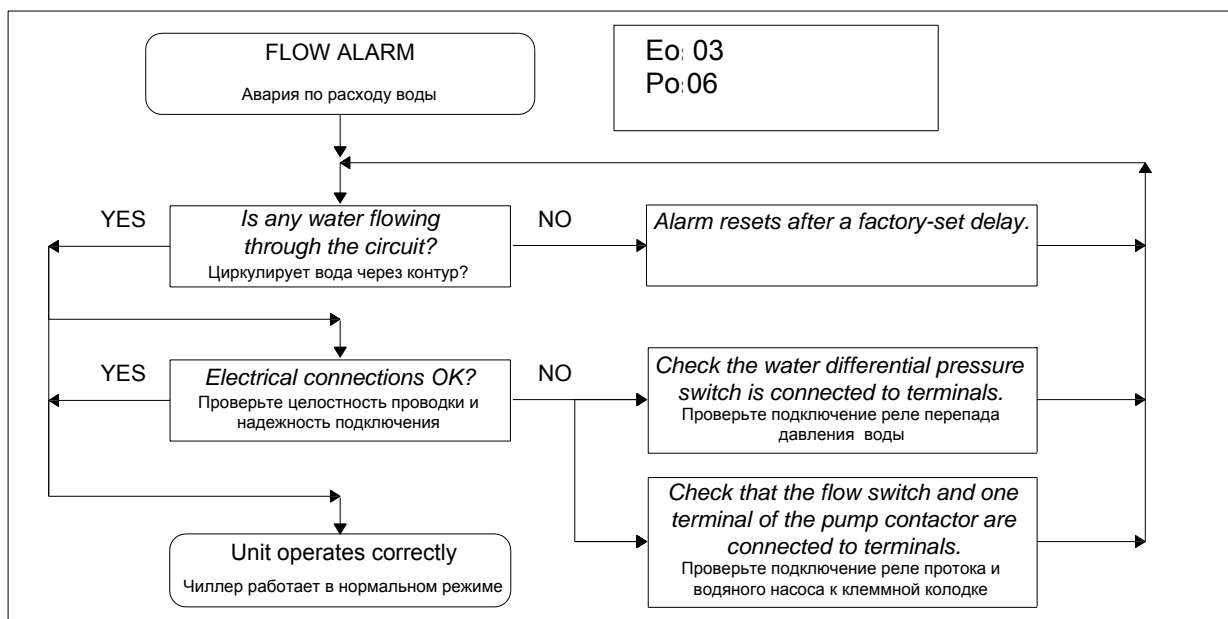 FLOW ALARM
Авария по расходу воды
Eo: 03
Po:06
YES
Is any water flowing
through the circuit?
Циркулирует вода через контур?
NO
Alarm resets after a factory-set delay.
YES
Electrical connections OK?
Проверьте целостность проводки и
надежность подключения
NO
Check the water differential pressure
switch is connected to terminals.
Проверьте подключение реле перепада
давления воды
Check that the flow switch and one
terminal of the pump contactor are
connected to terminals.
Проверьте подключение реле протока и
водяного насоса к клеммной колодке
Unit operates correctly
Чиллер работает в нормальном режиме